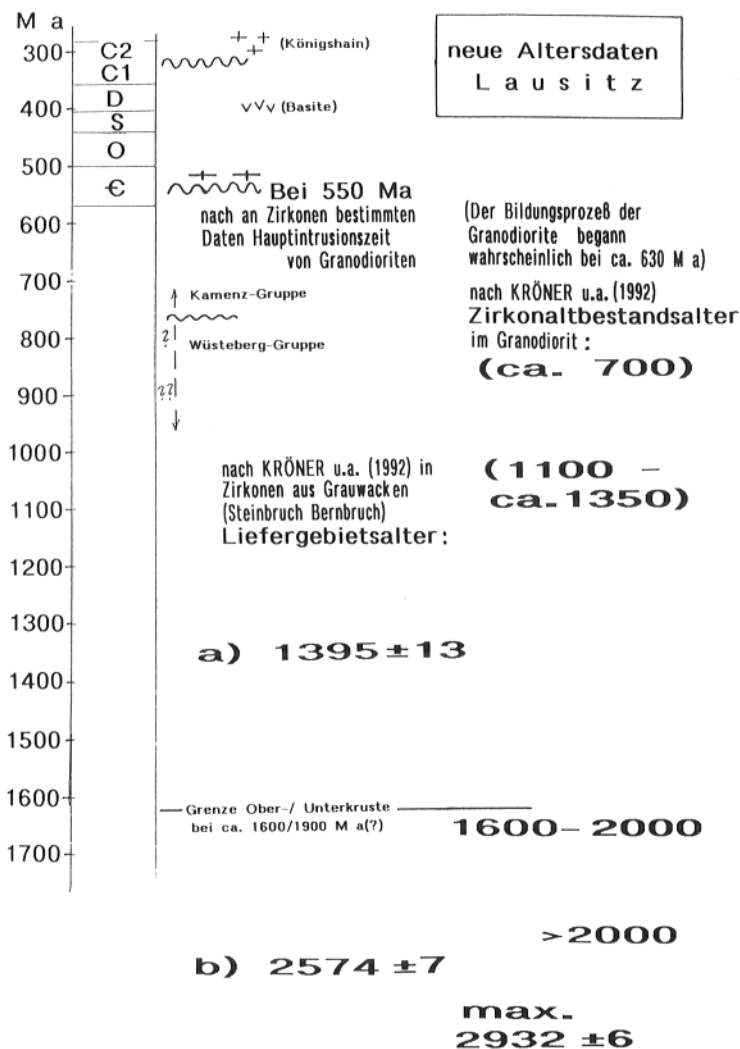 M a
300
400
500
600
700
800
900
1000
1100
1200
1300
1400
1500
1600
1700
C2
C1
D
S
O
Є
(Königshain)
(Basite)
neue Altersdaten
Lausitz
Bei 550 Ma
nach an Zirkonen bestimmten
Daten Hauptintrusionszeit
von Granodioriten
(Der Bildungsprozeß der
Granodiorite begann
wahrscheinlich bei ca. 630 M a)
Kamenz-Gruppe
?
Wüsteberg-Gruppe
??
nach KRÖNER u.a. (1992)
Zirkonaltbestandsalter
im Granodiorit :
(ca. 700)
nach KRÖNER u.a. (1992) in
Zirkonen aus Grauwacken
(Steinbruch Bernbruch)
Liefergebietsalter :
(1100 –
ca.1350)
a) 1395 ±13
Grenze Ober-/ Unterkruste
bei ca. 1600/1900 M a(?)
1600– 2000
>2000
b) 2574 ±7
max.
2932 ±6